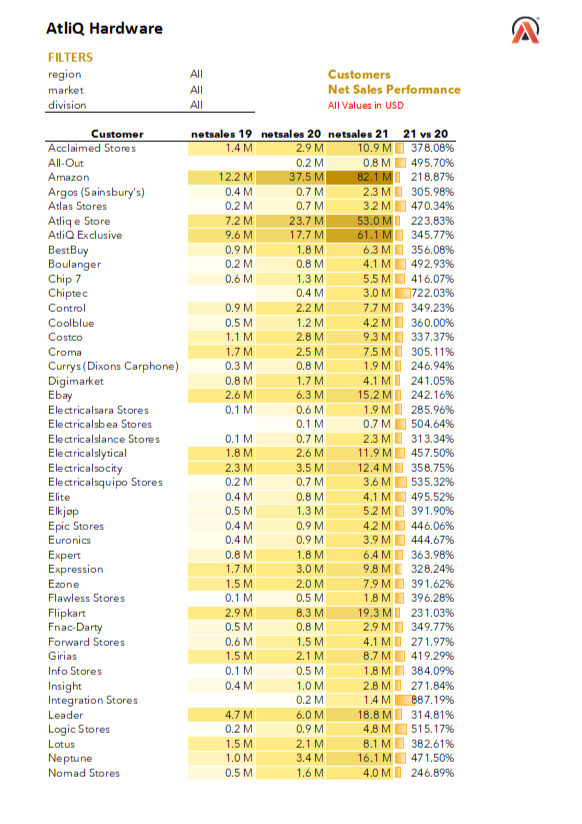 AtliQ Hardware
FILTERS
region All
market All Customers
division All Net Sales Performance
All Values in USD
Customer netsales 19 netsales 20 netsales 21 21 vs 20
Acclaimed Stores 1.4 M 2.9 M 10.9 M 378.08%
All-Out 0.2 M 0.8 M 495.70%
Amazon 12.2 M 37.5 M 82.1 M 218.87%
Argos (Sainsbury's) 0.4 M 0.7 M 2.3 M 305.98%
Atlas Stores 0.2 M 0.7 M 3.2 M 470.34%
Atliq e Store 7.2 M 23.7 M 53.0 M 223.83%
AtliQ Exclusive 9.6 M 17.7 M 61.1 M 345.77%
BestBuy 0.9 M 1.8 M 6.3 M 356.08%
Boulanger 0.2 M 0.8 M 4.1 M 492.93%
Chip 7 0.6 M 1.3 M 5.5 M 416.07%
Chiptec 0.4 M 3.0 M 722.03%
Control 0.9 M 2.2 M 7.7 M 349.23%
Coolblue 0.5 M 1.2 M 4.2 M 360.00%
Costco 1.1 M 2.8 M 9.3 M 337.37%
Croma 1.7 M 2.5 M 7.5 M 305.11%
Currys (Dixons Carphone) 0.3 M 0.8 M 1.9 M 246.94%
Digimarket 0.8 M 1.7 M 4.1 M 241.05%
Ebay 2.6 M 6.3 M 15.2 M 242.16%
Electricalsara Stores 0.1 M 0.6 M 1.9 M 285.96%
Electricalsbea Stores 0.1 M 0.7 M 504.64%
Electricalslance Stores 0.1 M 0.7 M 2.3 M 313.34%
Electricalslytical 1.8 M 2.6 M 11.9 M 457.50%
Electricalsocity 2.3 M 3.5 M 12.4 M 358.75%
Electricalsquipo Stores 0.2 M 0.7 M 3.6 M 535.32%
Elite 0.4 M 0.8 M 4.1 M 495.52%
Elkjøp 0.5 M 1.3 M 5.2 M 391.90%
Epic Stores 0.4 M 0.9 M 4.2 M 446.06%
Euronics 0.4 M 0.9 M 3.9 M 444.67%
Expert 0.8 M 1.8 M 6.4 M 363.98%
Expression 1.7 M 3.0 M 9.8 M 328.24%
Ezone 1.5 M 2.0 M 7.9 M 391.62%
Flawless Stores 0.1 M 0.5 M 1.8 M 396.28%
Flipkart 2.9 M 8.3 M 19.3 M 231.03%
Fnac-Darty 0.5 M 0.8 M 2.9 M 349.77%
Forward Stores 0.6 M 1.5 M 4.1 M 271.97%
Girias 1.5 M 2.1 M 8.7 M 419.29%
Info Stores 0.1 M 0.5 M 1.8 M 384.09%
Insight 0.4 M 1.0 M 2.8 M 271.84%
Integration Stores 0.2 M 1.4 M 887.19%
Leader 4.7 M 6.0 M 18.8 M 314.81%
Logic Stores 0.2 M 0.9 M 4.8 M 515.17%
Lotus 1.5 M 2.1 M 8.1 M 382.61%
Neptune 1.0 M 3.4 M 16.1 M 471.50%
Nomad Stores 0.5 M 1.6 M 4.0 M 246.89%